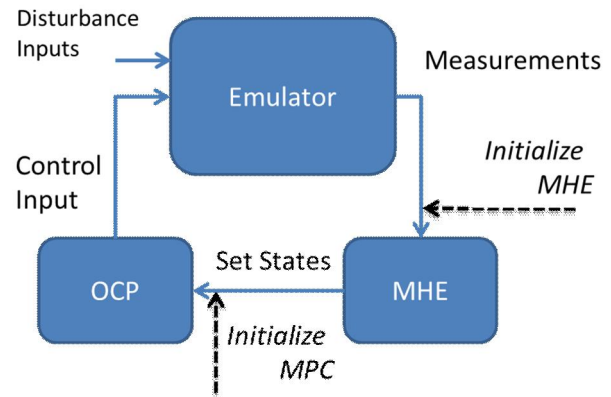 Disturbance
Inputs
Emulator
Measurements
Control
Input
Initialize
MHE
OCP
Set States
MHE
Initialize
MPC